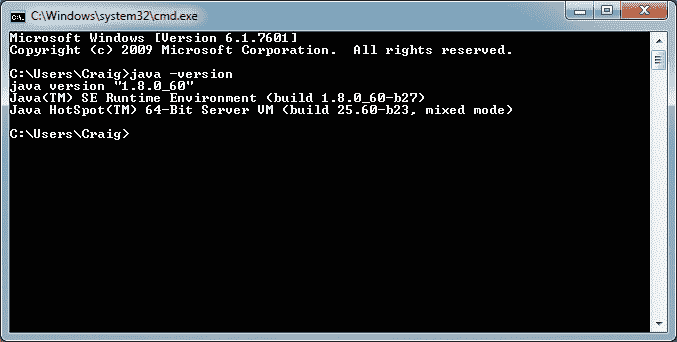 C:\Windows\system32\cmd.exe
Microsoft Windows [Version 6.1.7601]
Copyright (c) 2009 Microsoft Corporation.  All rights reserved.
C:\Users\Craig>java -version
java version "1.8.0_60"
Java(TM) SE Runtime Environment (build 1.8.0_60-b27)
Java HotSpot(TM) 64-Bit Server VM (build 25.60-b23, mixed mode)
C:\Users\Craig>